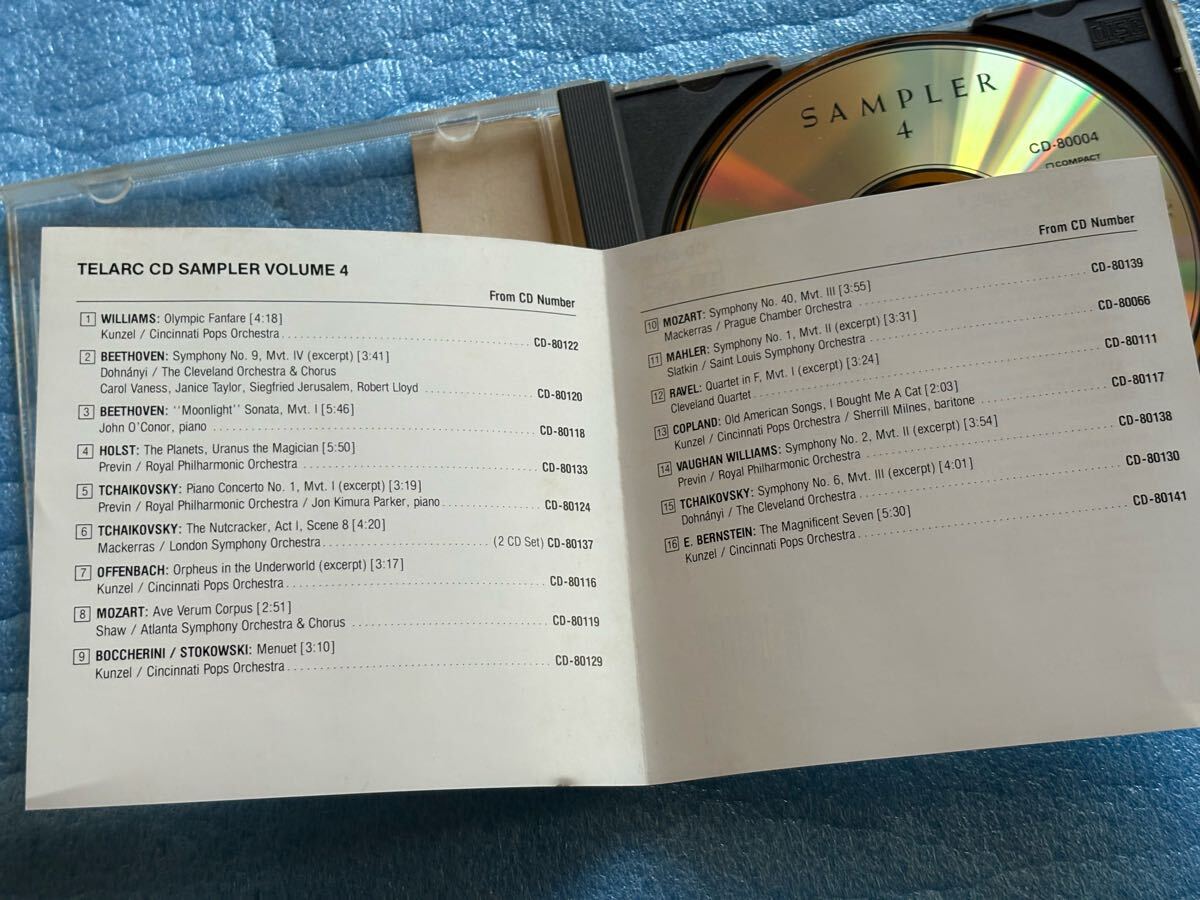 SAMPLER
4
CD-80004
COMPACT
TELARC CD SAMPLER VOLUME 4
From CD Number
1 WILLIAMS: Olympic Fanfare [4:18]
Kunzel / Cincinnati Pops Orchestra CD-80122
2 BEETHOVEN: Symphony No. 9, Mvt. IV (excerpt) [3:41]
Dohnányi / The Cleveland Orchestra & Chorus
Carol Vaness, Janice Taylor, Siegfried Jerusalem, Robert Lloyd CD-80120
3 BEETHOVEN: "Moonlight" Sonata, Mvt. I [5:46]
John O'Conor, piano CD-80118
4 HOLST: The Planets, Uranus the Magician [5:50]
Previn / Royal Philharmonic Orchestra CD-80133
5 TCHAIKOVSKY: Piano Concerto No. 1, Mvt. I (excerpt) [3:19]
Previn / Royal Philharmonic Orchestra / Jon Kimura Parker, piano CD-80124
6 TCHAIKOVSKY: The Nutcracker, Act I, Scene 8 [4:20]
Mackerras / London Symphony Orchestra (2 CD Set) CD-80137
7 OFFENBACH: Orpheus in the Underworld (excerpt) [3:17]
Kunzel / Cincinnati Pops Orchestra CD-80116
8 MOZART: Ave Verum Corpus [2:51]
Shaw / Atlanta Symphony Orchestra & Chorus CD-80119
9 BOCCHERINI / STOKOWSKI: Menuet [3:10]
Kunzel / Cincinnati Pops Orchestra CD-80129
From CD Number
10 MOZART: Symphony No. 40, Mvt. III [3:55]
Mackerras / Prague Chamber Orchestra CD-80139
11 MAHLER: Symphony No. 1, Mvt. II (excerpt) [3:31]
Slatkin / Saint Louis Symphony Orchestra CD-80066
12 RAVEL: Quartet in F, Mvt. I (excerpt) [3:24]
Cleveland Quartet CD-80111
13 COPLAND: Old American Songs, I Bought Me A Cat [2:03]
Kunzel / Cincinnati Pops Orchestra / Sherrill Milnes, baritone CD-80117
14 VAUGHAN WILLIAMS: Symphony No. 2, Mvt. II (excerpt) [3:54]
Previn / Royal Philharmonic Orchestra CD-80138
15 TCHAIKOVSKY: Symphony No. 6, Mvt. III (excerpt) [4:01]
Dohnányi / The Cleveland Orchestra CD-80130
16 E. BERNSTEIN: The Magnificent Seven [5:30]
Kunzel / Cincinnati Pops Orchestra CD-80141